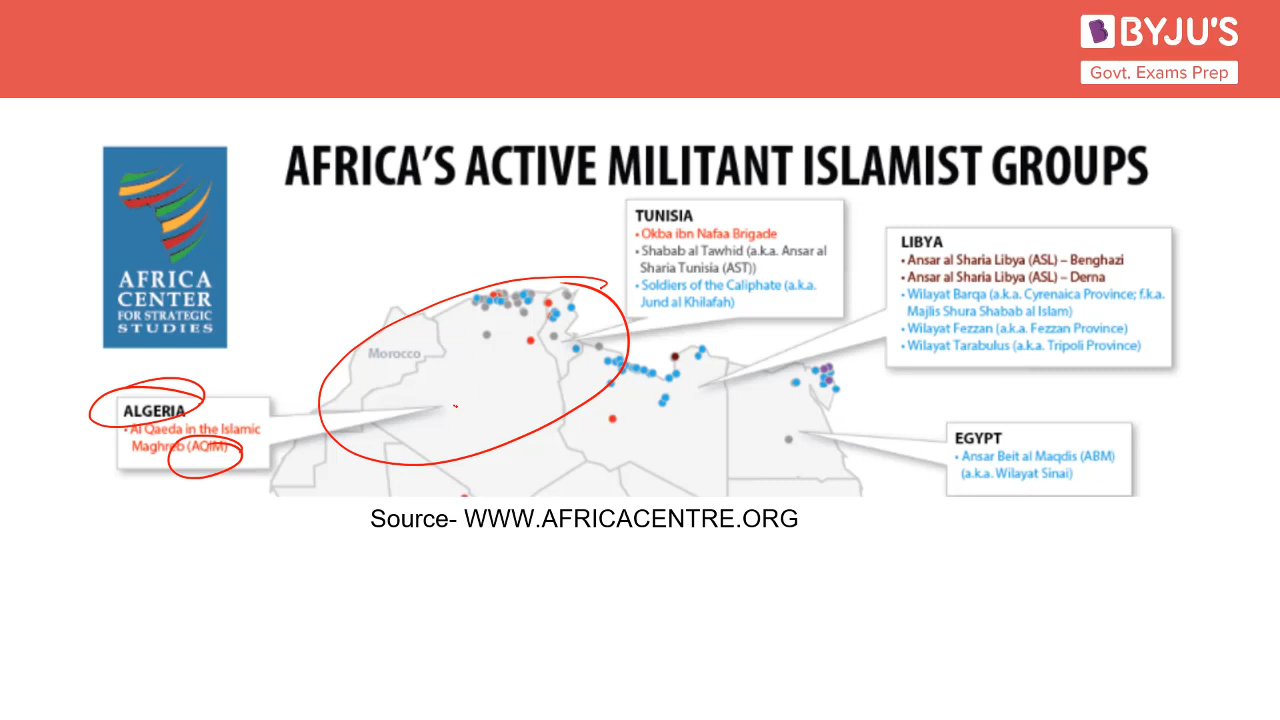 BYJU'S
Govt. Exams Prep
AFRICA'S ACTIVE MILITANT ISLAMIST GROUPS
AFRICA
CENTER
FOR STRATEGIC
STUDIES
TUNISIA
• Okba ibn Nafaa Brigade
• Shabab al Tawhid (a.k.a. Ansar al
Sharia Tunisia (AST))
• Soldiers of the Caliphate (a.k.a.
Jund al Khilafah)
LIBYA
• Ansar al Sharia Libya (ASL) – Benghazi
• Ansar al Sharia Libya (ASL) – Derna
• Wilayat Barqa (a.k.a. Cyrenaica Province; f.k.a.
Majlis Shura Shabab al Islam)
• Wilayat Fezzan (a.k.a. Fezzan Province)
• Wilayat Tarabulus (a.k.a. Tripoli Province)
Morocco
ALGERIA
• Al Qaeda in the Islamic
Maghreb (AQIM)
EGYPT
• Ansar Beit al Maqdis (ABM)
(a.k.a. Wilayat Sinai)
Source- WWW.AFRICACENTRE.ORG